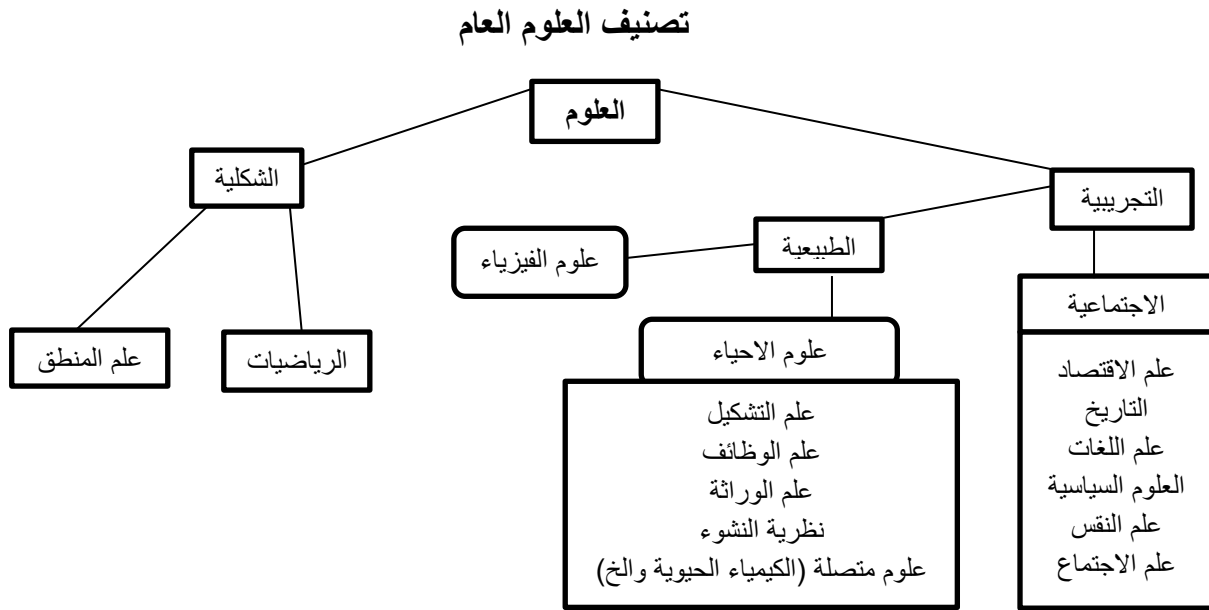 تصنيف العلوم العام
العلوم
التجريبية
الشكلية
الطبيعية
علوم الفيزياء
الاجتماعية
علم الاقتصاد
التاريخ
علم اللغات
العلوم السياسية
علم النقس
علم الاجتماع
علوم الاحياء
علم التشكيل
علم الوظائف
علم الوراثة
نظرية النشوء
علوم متصلة (الكيمياء الحيوية والخ)
الرياضيات
علم المنطق